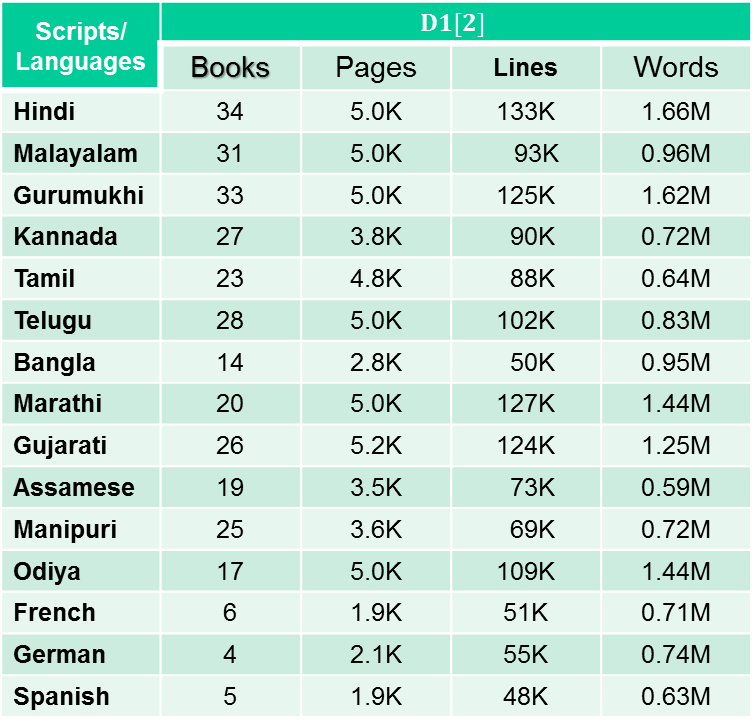 Scripts/ Languages D1[2]
Books Pages Lines Words
Hindi 34 5.0K 133K 1.66M
Malayalam 31 5.0K 93K 0.96M
Gurumukhi 33 5.0K 125K 1.62M
Kannada 27 3.8K 90K 0.72M
Tamil 23 4.8K 88K 0.64M
Telugu 28 5.0K 102K 0.83M
Bangla 14 2.8K 50K 0.95M
Marathi 20 5.0K 127K 1.44M
Gujarati 26 5.2K 124K 1.25M
Assamese 19 3.5K 73K 0.59M
Manipuri 25 3.6K 69K 0.72M
Odiya 17 5.0K 109K 1.44M
French 6 1.9K 51K 0.71M
German 4 2.1K 55K 0.74M
Spanish 5 1.9K 48K 0.63M